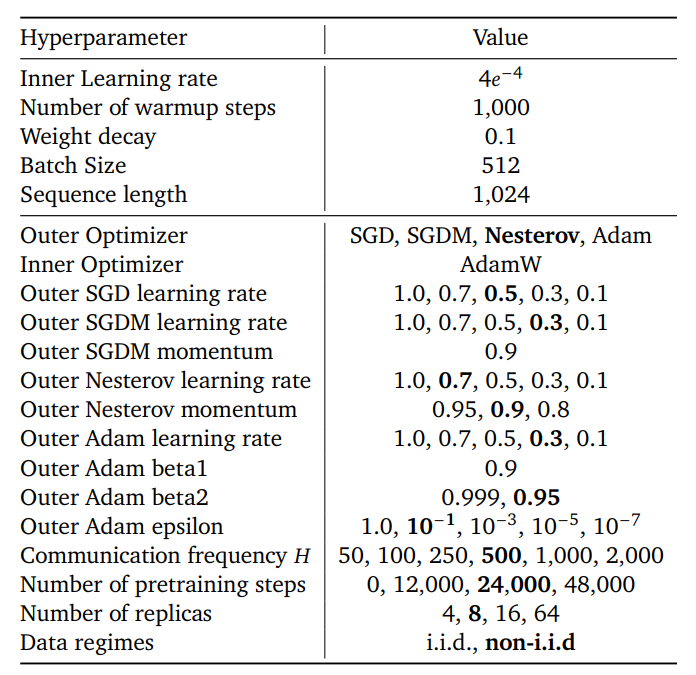 Hyperparameter Value
Inner Learning rate 4e⁻⁴
Number of warmup steps 1,000
Weight decay 0.1
Batch Size 512
Sequence length 1,024
Outer Optimizer SGD, SGDM, Nesterov, Adam
Inner Optimizer AdamW
Outer SGD learning rate 1.0, 0.7, 0.5, 0.3, 0.1
Outer SGDM learning rate 1.0, 0.7, 0.5, 0.3, 0.1
Outer SGDM momentum 0.9
Outer Nesterov learning rate 1.0, 0.7, 0.5, 0.3, 0.1
Outer Nesterov momentum 0.95, 0.9, 0.8
Outer Adam learning rate 1.0, 0.7, 0.5, 0.3, 0.1
Outer Adam beta1 0.9
Outer Adam beta2 0.999, 0.95
Outer Adam epsilon 1.0, 10⁻¹, 10⁻³, 10⁻⁵, 10⁻⁷
Communication frequency H 50, 100, 250, 500, 1,000, 2,000
Number of pretraining steps 0, 12,000, 24,000, 48,000
Number of replicas 4, 8, 16, 64
Data regimes i.i.d., non-i.i.d